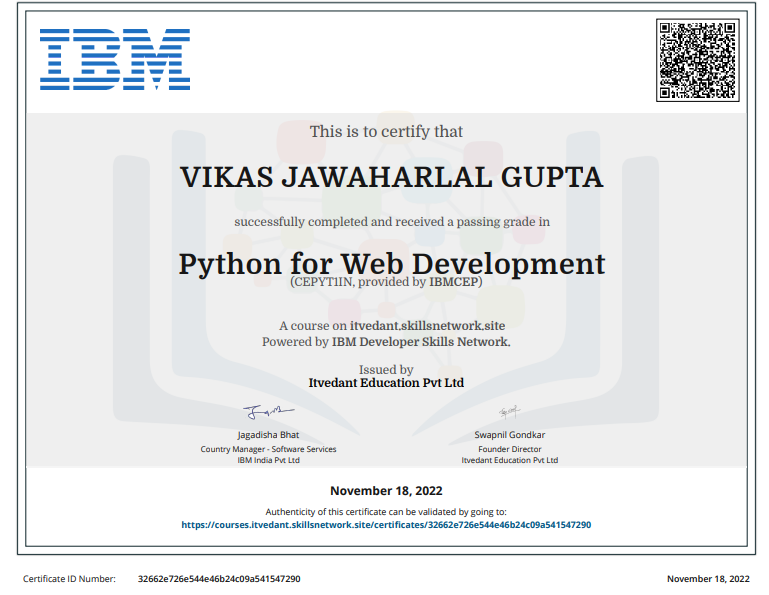 IBM
This is to certify that
VIKAS JAWAHARLAL GUPTA
successfully completed and received a passing grade in
Python for Web Development
(CEPYT1IN, provided by IBMCEP)
A course on itvedant.skillsnetwork.site
Powered by IBM Developer Skills Network.
Issued by
Itvedant Education Pvt Ltd
Jagadisha Bhat
Country Manager - Software Services
IBM India Pvt Ltd
Swapnil Gondkar
Founder Director
Itvedant Education Pvt Ltd
November 18, 2022
Authenticity of this certificate can be validated by going to:
https://courses.itvedant.skillsnetwork.site/certificates/32662e726e544e46b24c09a541547290
Certificate ID Number: 32662e726e544e46b24c09a541547290
November 18, 2022